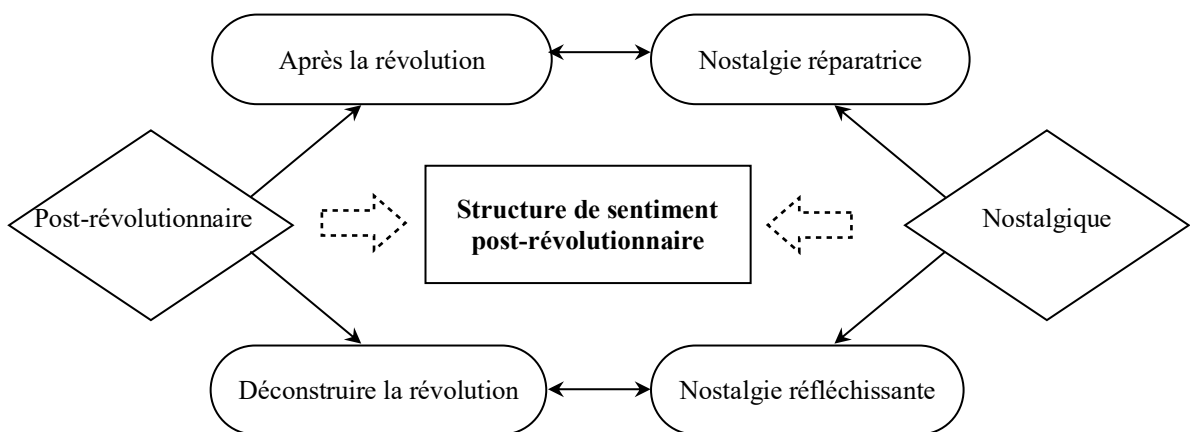 Après la révolution
Nostalgie réparatrice
Post-révolutionnaire
Structure de sentiment
post-révolutionnaire
Nostalgique
Déconstruire la révolution
Nostalgie réfléchissante